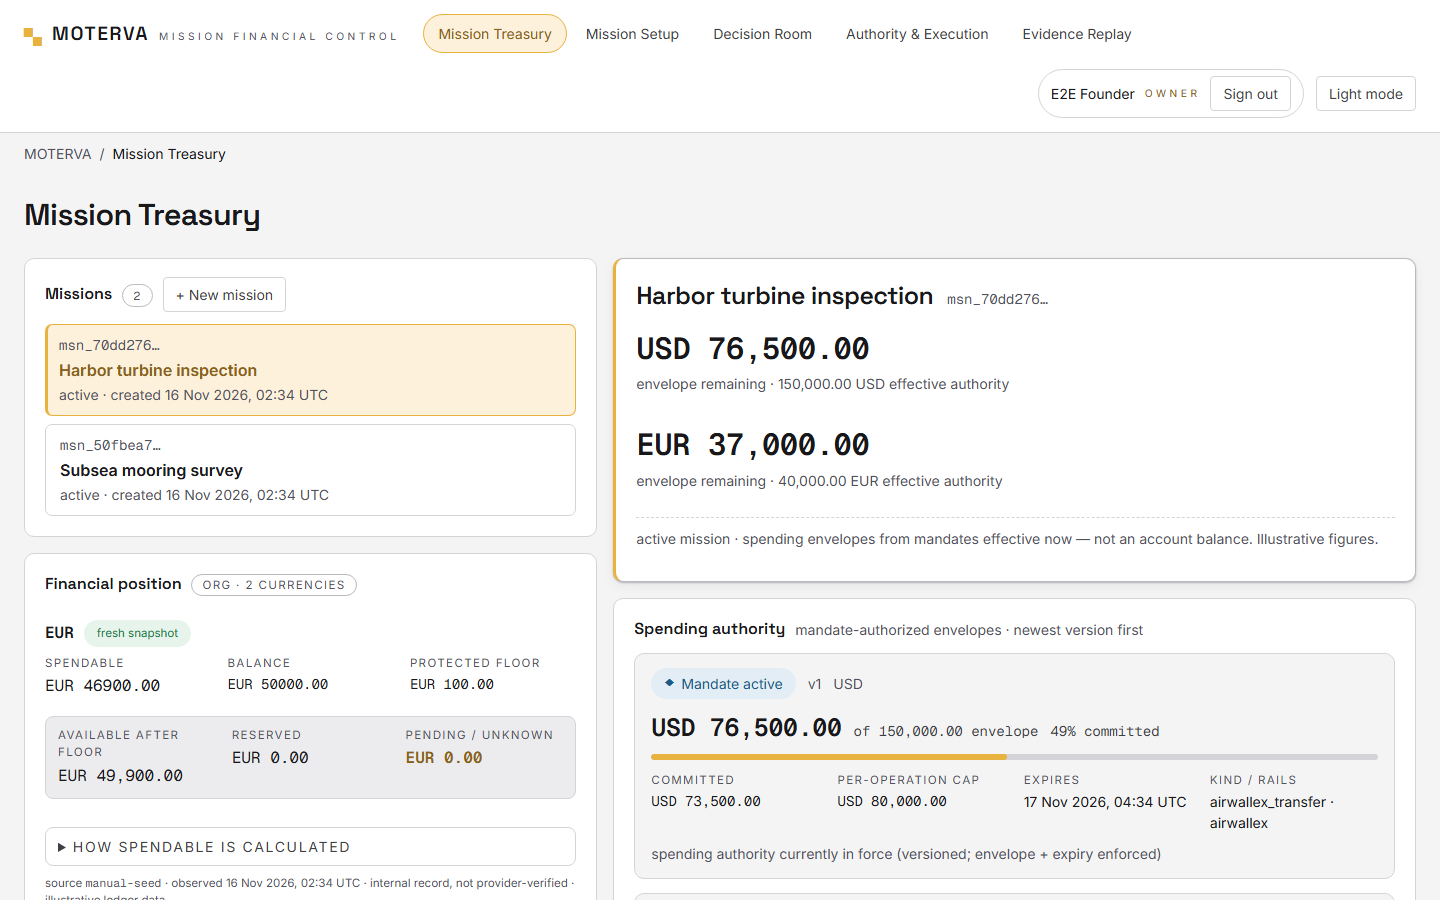 MOTERVA MISSION FINANCIAL CONTROL
Mission Treasury
Mission Setup
Decision Room
Authority & Execution
Evidence Replay
E2E Founder OWNER
Sign out
Light mode
MOTERVA / Mission Treasury
Mission Treasury
Missions 2
+ New mission
msn_70dd276…
Harbor turbine inspection
active · created 16 Nov 2026, 02:34 UTC
msn_50fbea7…
Subsea mooring survey
active · created 16 Nov 2026, 02:34 UTC
Financial position ORG · 2 CURRENCIES
EUR fresh snapshot
SPENDABLE
EUR 46900.00
BALANCE
EUR 50000.00
PROTECTED FLOOR
EUR 100.00
AVAILABLE AFTER
FLOOR
EUR 49,900.00
RESERVED
EUR 0.00
PENDING / UNKNOWN
EUR 0.00
▶ HOW SPENDABLE IS CALCULATED
source manual-seed · observed 16 Nov 2026, 02:34 UTC · internal record, not provider-verified ·
illustrative ledger data
Harbor turbine inspection msn_70dd276…
USD 76,500.00
envelope remaining · 150,000.00 USD effective authority
EUR 37,000.00
envelope remaining · 40,000.00 EUR effective authority
active mission · spending envelopes from mandates effective now — not an account balance. Illustrative figures.
Spending authority mandate-authorized envelopes · newest version first
◆ Mandate active v1 USD
USD 76,500.00 of 150,000.00 envelope 49% committed
COMMITTED
USD 73,500.00
PER-OPERATION CAP
USD 80,000.00
EXPIRES
17 Nov 2026, 04:34 UTC
KIND / RAILS
airwallex_transfer ·
airwallex
spending authority currently in force (versioned; envelope + expiry enforced)